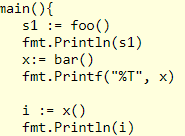 main(){
s1 := foo()
fmt.Println(s1)
x:= bar()
fmt.Printf("%T", x)
i := x()
fmt.Println(i)